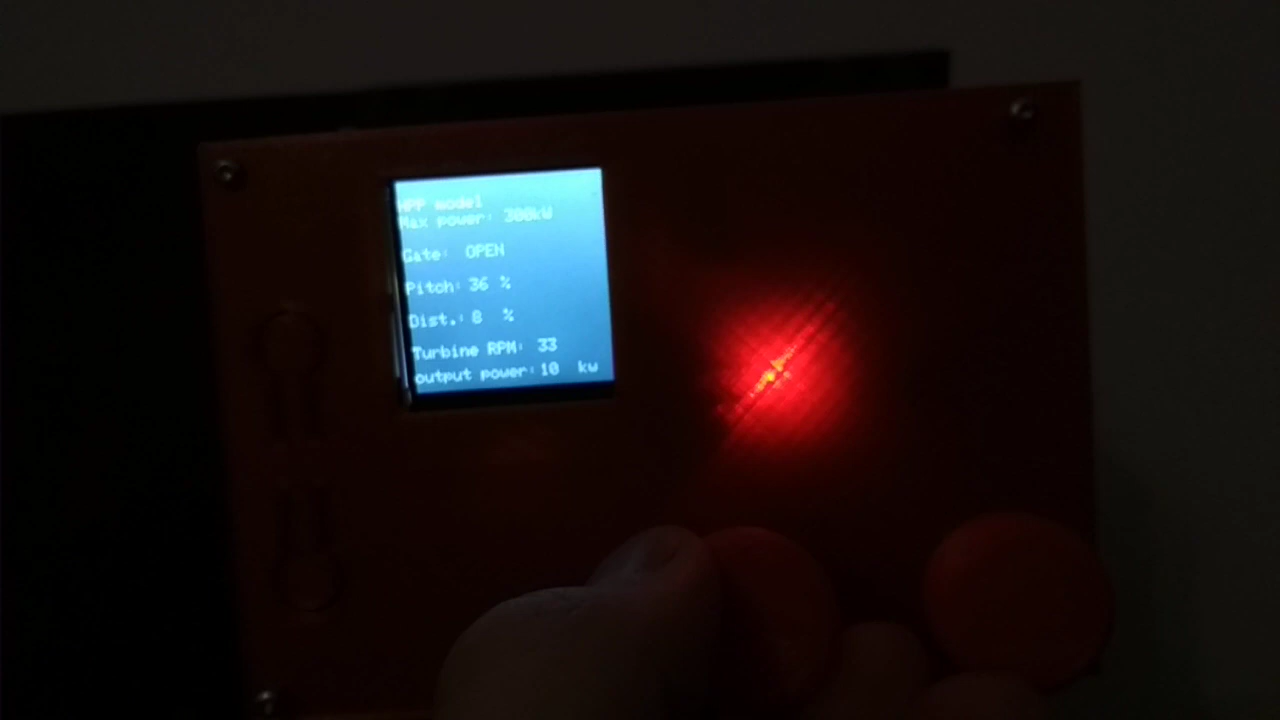 HPP model
Max power: 300kW
Gate: OPEN
Pitch: 36 %
Dist.: 8 %
Turbine RPM: 33
output power: 10 kw